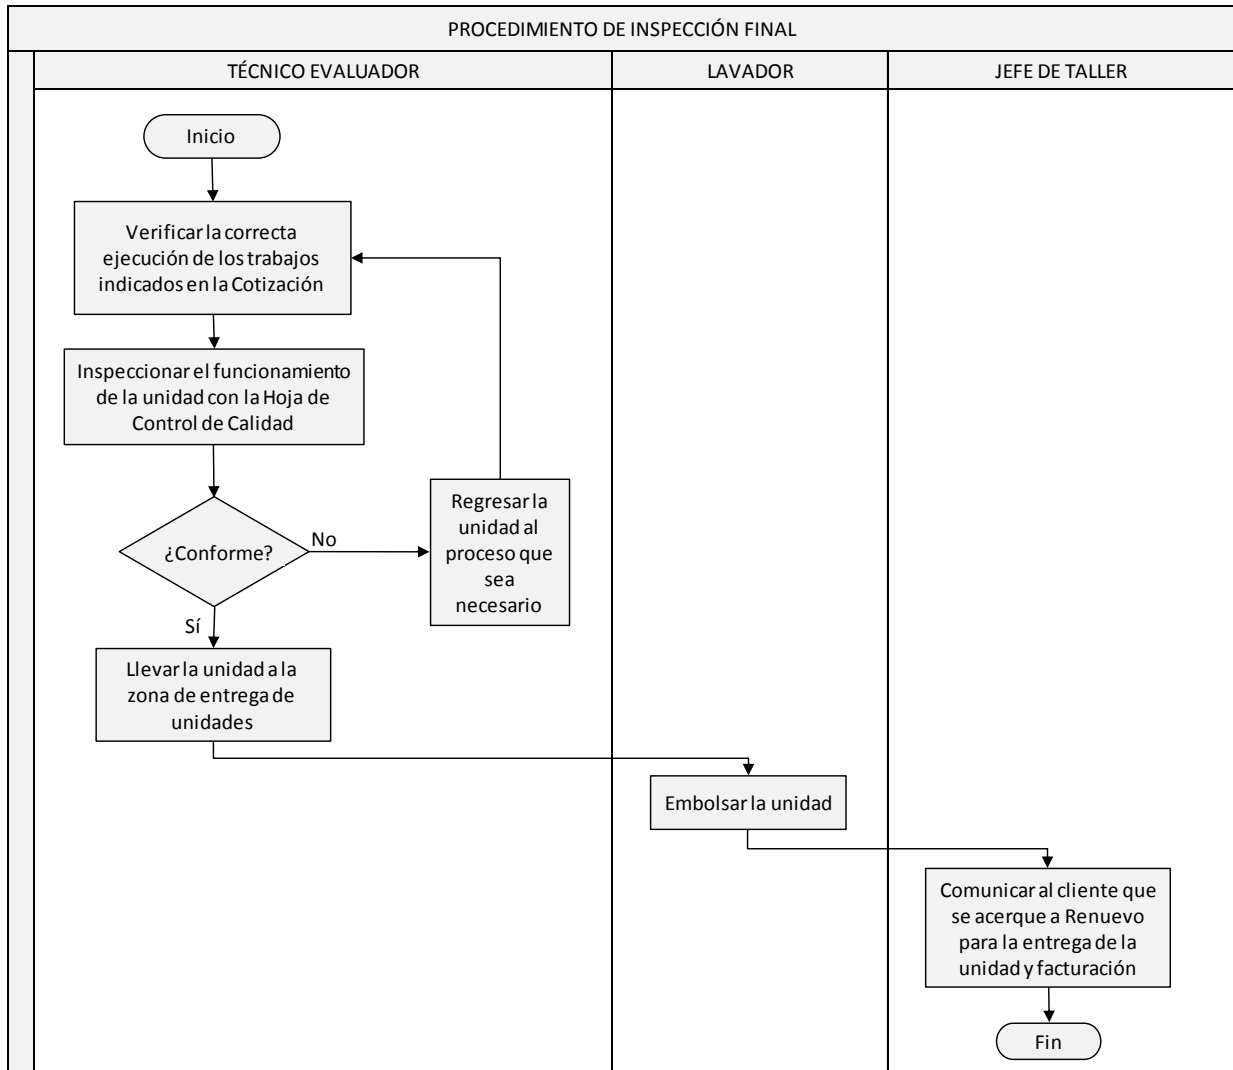 PROCEDIMIENTO DE INSPECCIÓN FINAL
TÉCNICO EVALUADOR
LAVADOR
JEFE DE TALLER
Inicio
Verificar la correcta
ejecución de los trabajos
indicados en la Cotización
Inspeccionar el funcionamiento
de la unidad con la Hoja de
Control de Calidad
¿Conforme?
No
Regresar la
unidad al
proceso que
sea
necesario
Sí
Llevar la unidad a la
zona de entrega de
unidades
Embolsar la unidad
Comunicar al cliente que
se acerque a Renuevo
para la entrega de la
unidad y facturación
Fin